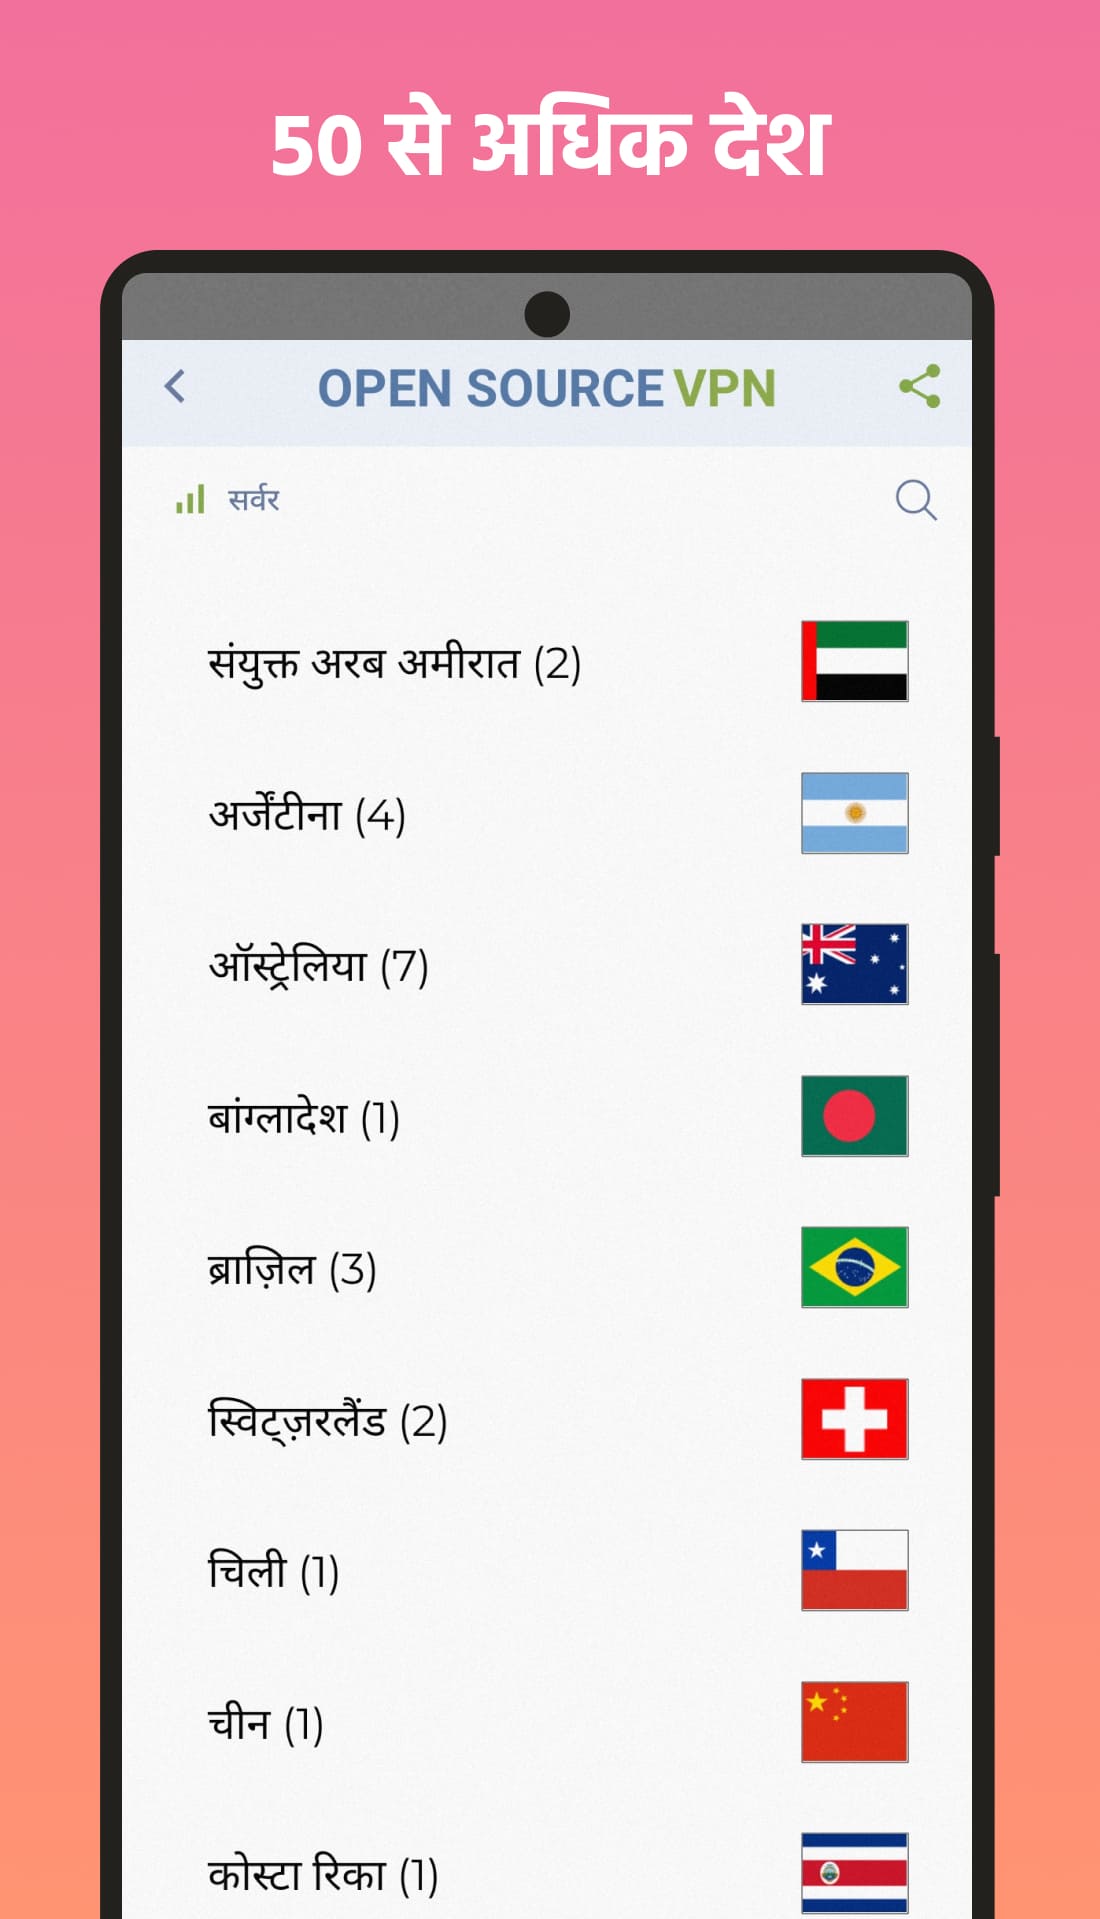 50 से अधिक देश
OPEN SOURCE VPN
सर्वर
संयुक्त अरब अमीरात (2)
अर्जेंटीना (4)
ऑस्ट्रेलिया (7)
बांग्लादेश (1)
ब्राज़िल (3)
स्विट्ज़रलैंड (2)
चिली (1)
चीन (1)
कोस्टा रिका (1)